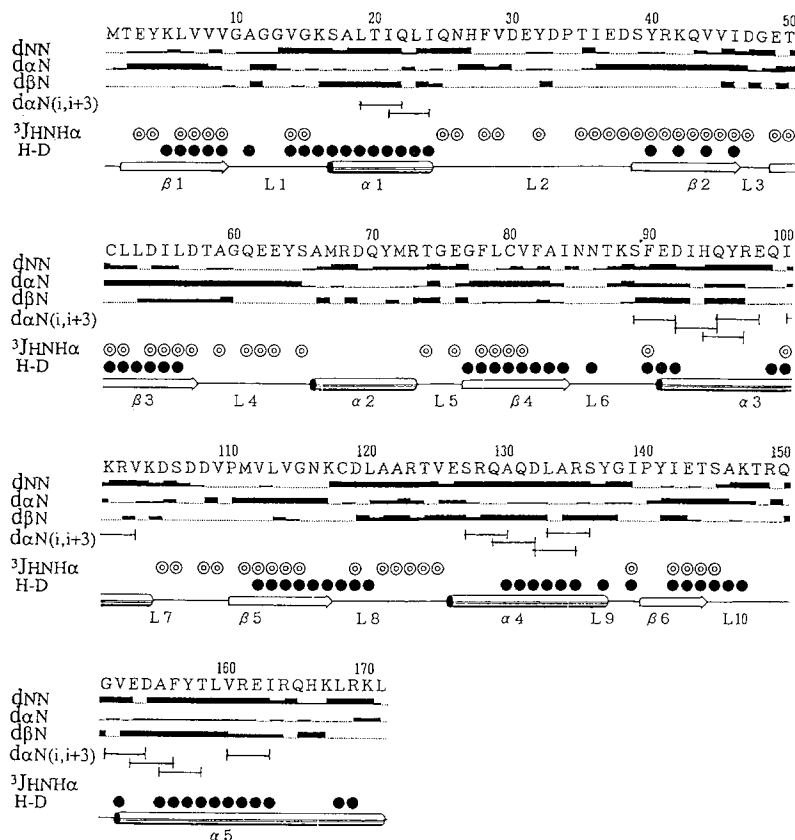 10 20 30 40 50
MTEYKLVVVGAGGVGKSALTIQLIQNHFVDEYDPTIEDSYRKQVVIDGET
dNN
dαN
dβN
dαN(i,i+3)
³JHNHα
H-D
β1 L1 α1 L2 β2 L3
60 70 80 90 100
CLLDILDTAGQEEYSAMRDQYMRTGEGFLCVFAINNTKSFEDIHQYREQI
dNN
dαN
dβN
dαN(i,i+3)
³JHNHα
H-D
β3 L4 α2 L5 β4 L6 α3
110 120 130 140 150
KRVKDSDDVPMVLVGNKCDLAARTVESRQAQDLARSYGIPYIETSAKTRQ
dNN
dαN
dβN
dαN(i,i+3)
³JHNHα
H-D
L7 β5 L8 α4 L9 β6 L10
160 170
GVEDAFYTLVREIRQHKLRKL
dNN
dαN
dβN
dαN(i,i+3)
³JHNHα
H-D
α5